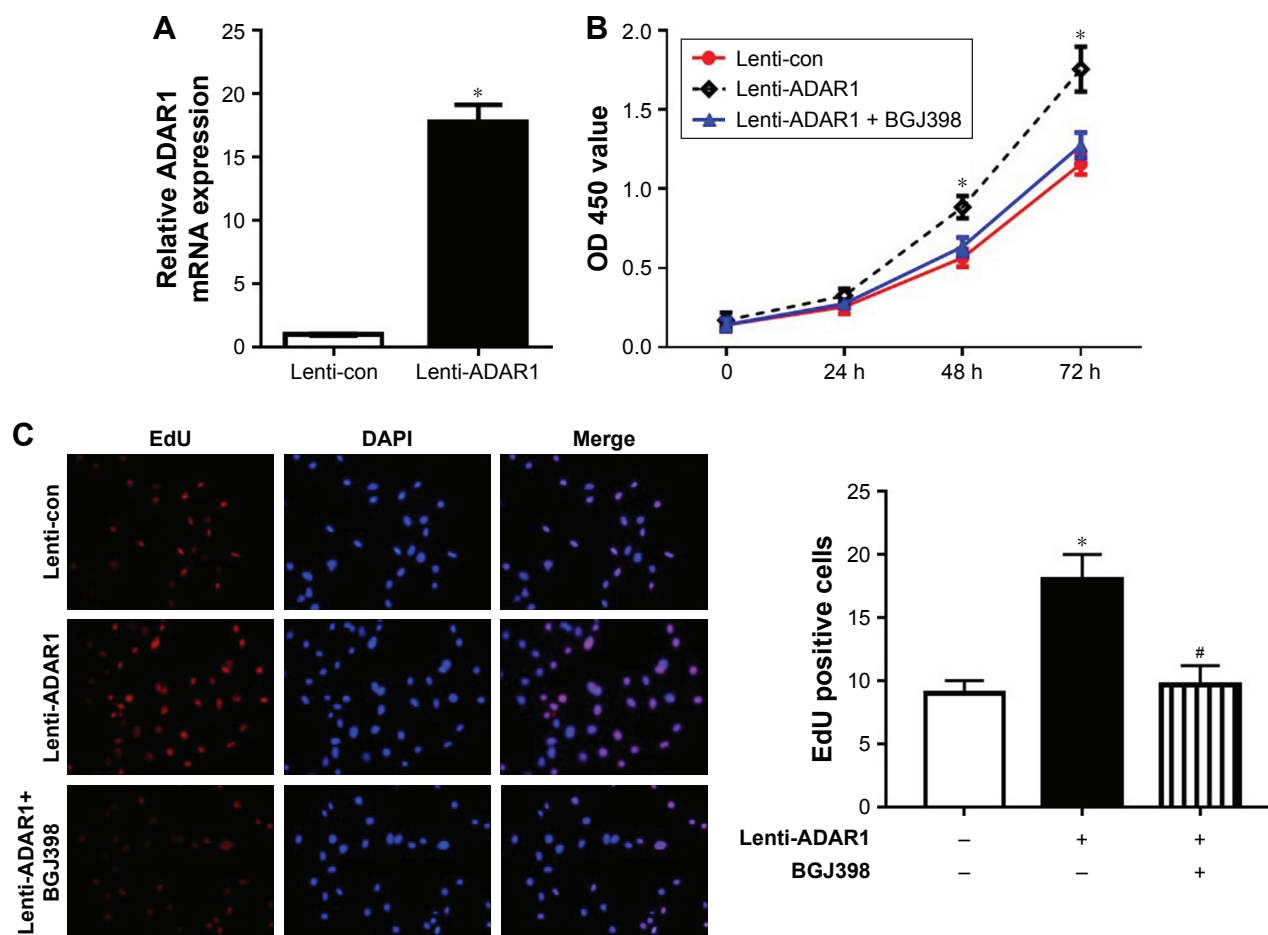 A
Relative ADAR1
mRNA expression
25
20
15
10
5
0
*
Lenti-con
Lenti-ADAR1
B
OD 450 value
2.0
1.5
1.0
0.5
0.0
Lenti-con
Lenti-ADAR1
Lenti-ADAR1 + BGJ398
*
*
0
24 h
48 h
72 h
C
EdU
DAPI
Merge
Lenti-con
Lenti-ADAR1
Lenti-ADAR1+
BGJ398
EdU positive cells
25
20
15
10
5
0
*
#
Lenti-ADAR1 – + +
BGJ398 – – +